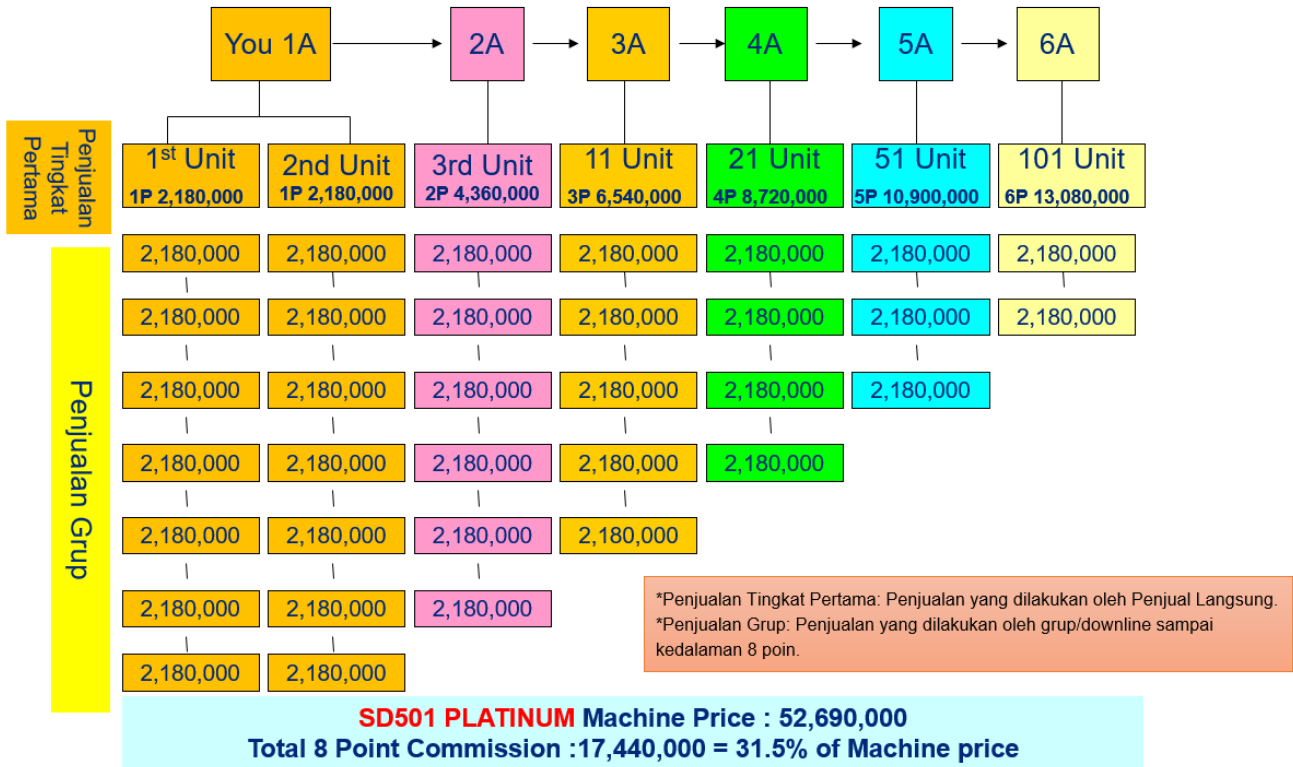 You 1A
2A
3A
4A
5A
6A
Penjualan
Tingkat
Pertama
1st Unit
1P 2,180,000
2nd Unit
1P 2,180,000
3rd Unit
2P 4,360,000
11 Unit
3P 6,540,000
21 Unit
4P 8,720,000
51 Unit
5P 10,900,000
101 Unit
6P 13,080,000
Penjualan Grup
2,180,000 2,180,000 2,180,000 2,180,000 2,180,000 2,180,000 2,180,000
2,180,000 2,180,000 2,180,000 2,180,000 2,180,000 2,180,000 2,180,000
2,180,000 2,180,000 2,180,000 2,180,000 2,180,000 2,180,000
2,180,000 2,180,000 2,180,000 2,180,000 2,180,000
2,180,000 2,180,000 2,180,000 2,180,000
2,180,000 2,180,000 2,180,000
2,180,000 2,180,000
*Penjualan Tingkat Pertama: Penjualan yang dilakukan oleh Penjual Langsung.
*Penjualan Grup: Penjualan yang dilakukan oleh grup/downline sampai
kedalaman 8 poin.
SD501 PLATINUM Machine Price : 52,690,000
Total 8 Point Commission :17,440,000 = 31.5% of Machine price